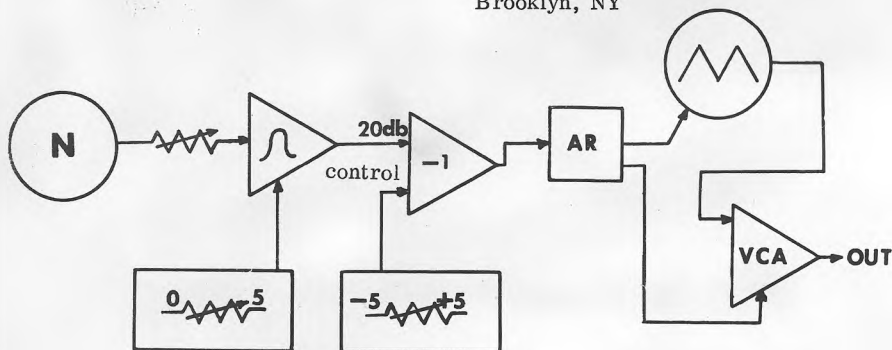 Brooklyn, NY
N
20db
control
-1
AR
VCA
OUT
0 5
-5 +5